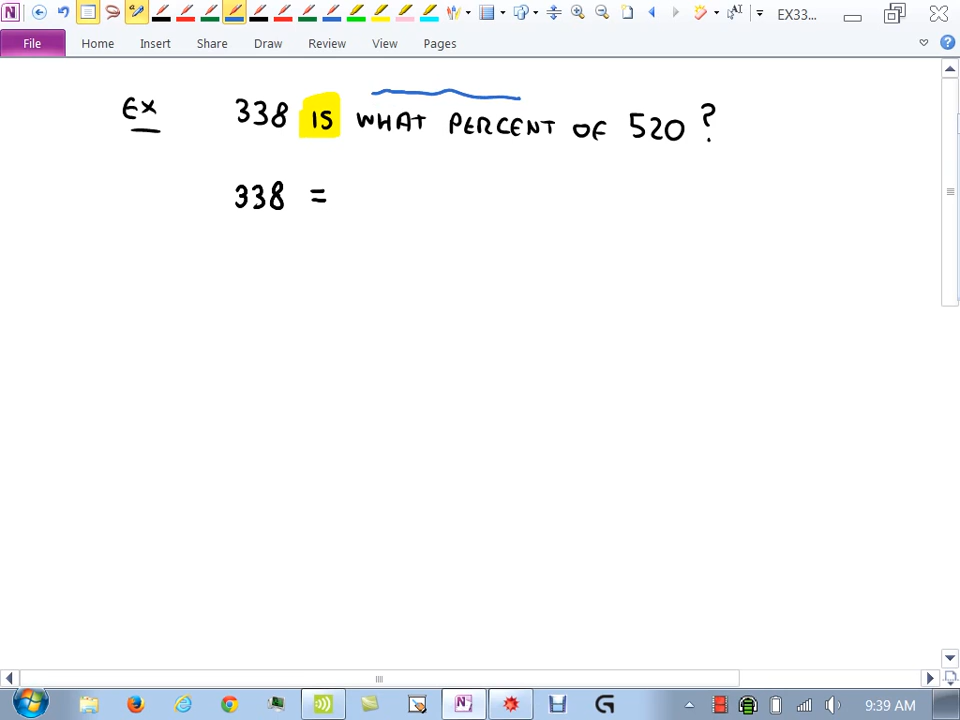 EX33...
File Home Insert Share Draw Review View Pages
EX 338 IS WHAT PERCENT OF 520 ?
338 =
9:39 AM